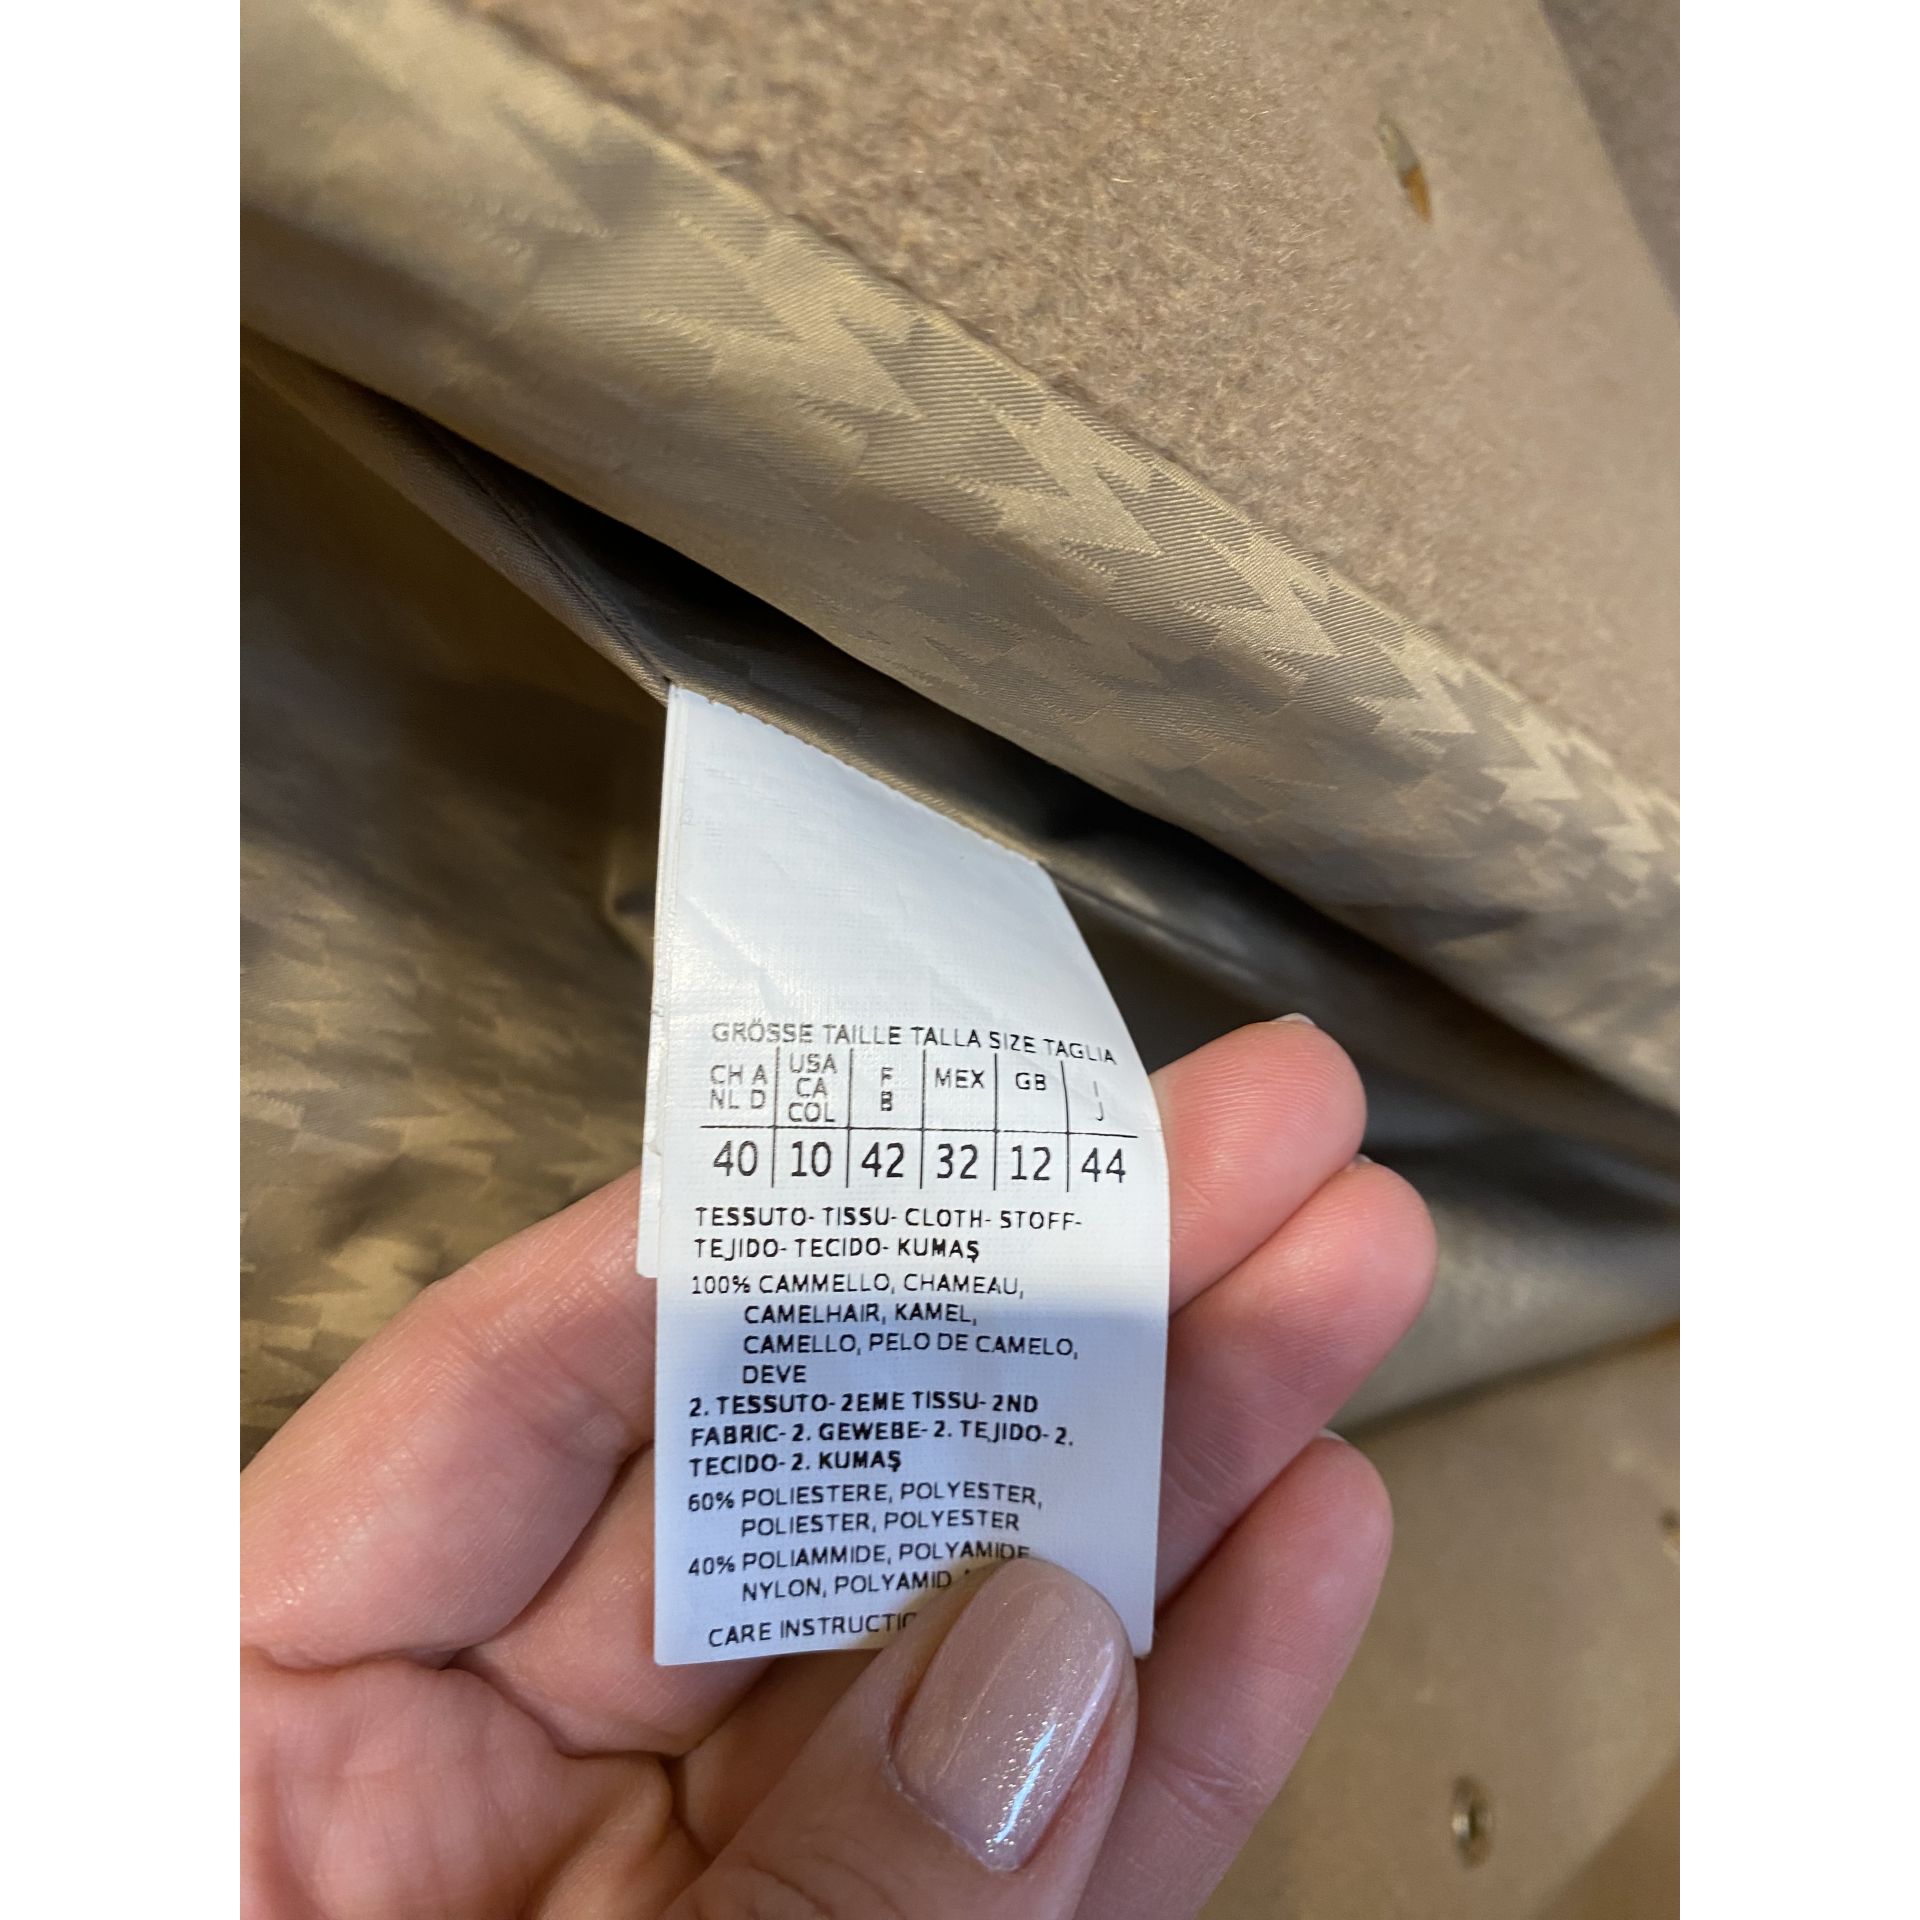 GRÖSSE TAILLE TALLA SIZE TAGLIA
CH A NL D | USA CA COL | F B | MEX | GB | I J
40 | 10 | 42 | 32 | 12 | 44
TESSUTO- TISSU- CLOTH- STOFF-
TEJIDO- TECIDO- KUMAŞ
100% CAMMELLO, CHAMEAU,
CAMELHAIR, KAMEL,
CAMELLO, PELO DE CAMELO,
DEVE
2. TESSUTO- 2EME TISSU- 2ND
FABRIC- 2. GEWEBE- 2. TEJIDO- 2.
TECIDO- 2. KUMAŞ
60% POLIESTERE, POLYESTER,
POLIESTER, POLYESTER
40% POLIAMMIDE, POLYAMIDE
NYLON, POLYAMID
CARE